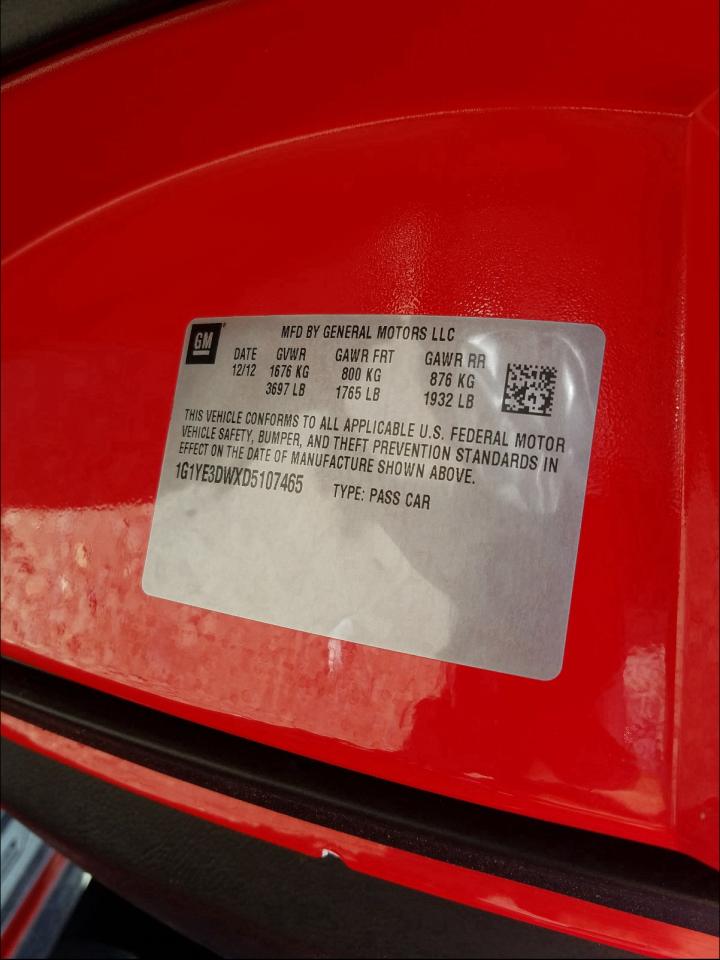 GM
MFD BY GENERAL MOTORS LLC
DATE GVWR GAWR FRT GAWR RR
12/12 1676 KG 800 KG 876 KG
3697 LB 1765 LB 1932 LB
THIS VEHICLE CONFORMS TO ALL APPLICABLE U.S. FEDERAL MOTOR
VEHICLE SAFETY, BUMPER, AND THEFT PREVENTION STANDARDS IN
EFFECT ON THE DATE OF MANUFACTURE SHOWN ABOVE.
1G1YE3DWXD5107465 TYPE: PASS CAR